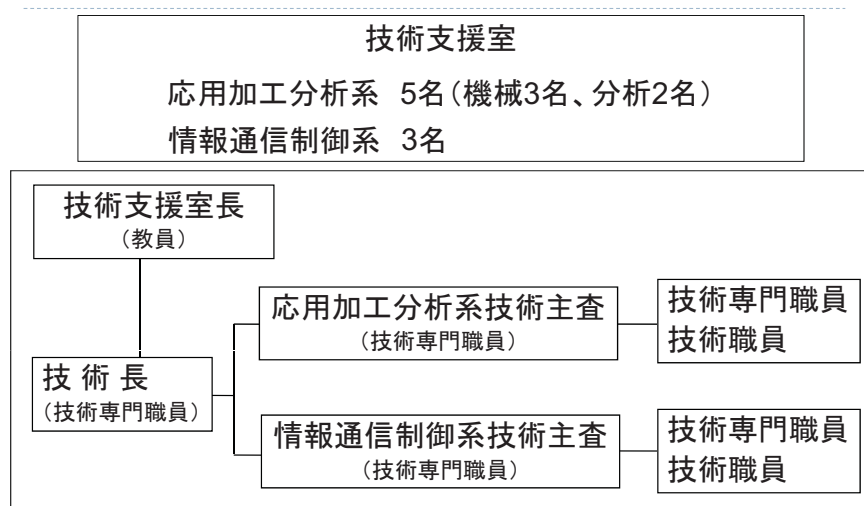 技術支援室
応用加工分析系 5名(機械3名、分析2名)
情報通信制御系 3名
技術支援室長
(教員)
技 術 長
(技術専門職員)
応用加工分析系技術主査
(技術専門職員)
技術専門職員
技術職員
情報通信制御系技術主査
(技術専門職員)
技術専門職員
技術職員